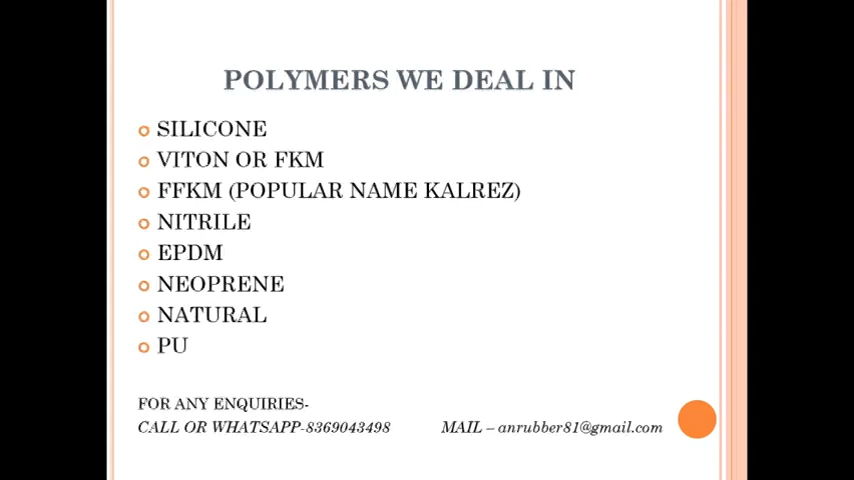 POLYMERS WE DEAL IN
SILICONE
VITON OR FKM
FFKM (POPULAR NAME KALREZ)
NITRILE
EPDM
NEOPRENE
NATURAL
PU
FOR ANY ENQUIRIES-
CALL OR WHATSAPP-8369043498 MAIL – anrubber81@gmail.com